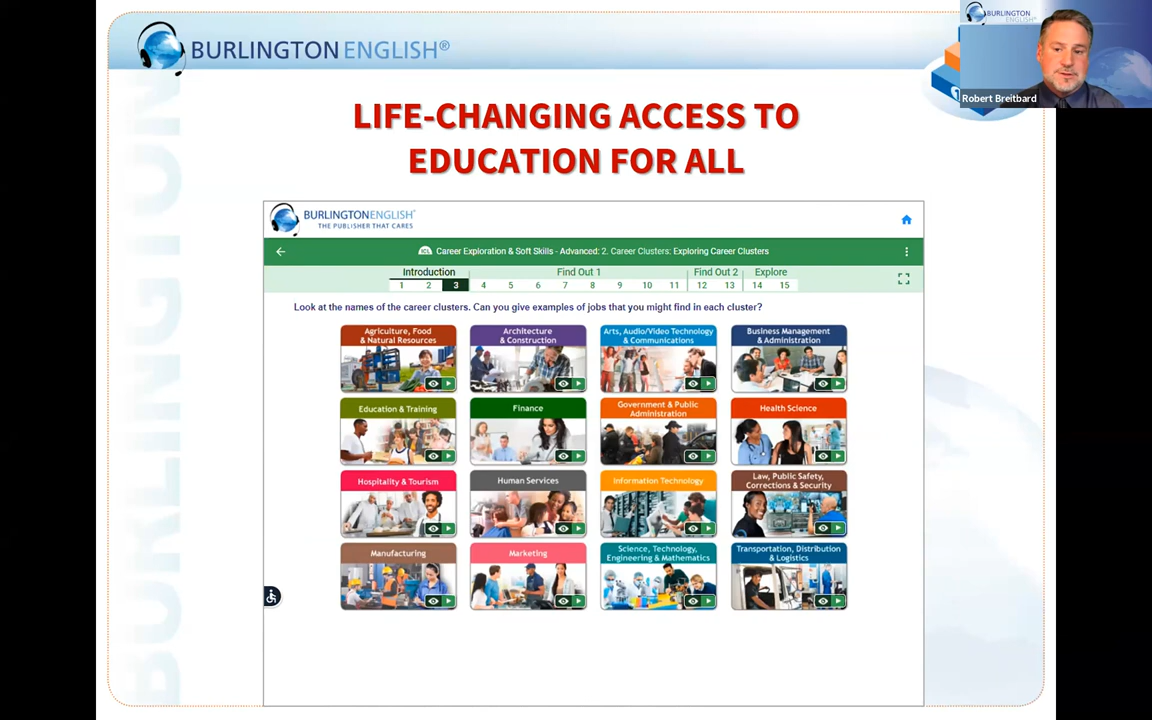 BURLINGTON ENGLISH®
BURLINGTONENGLISH
Robert Breitbard
LIFE-CHANGING ACCESS TO
EDUCATION FOR ALL
BURLINGTON
BURLINGTONENGLISH®
THE PUBLISHER THAT CARES
ICL Career Exploration & Soft Skills - Advanced: 2. Career Clusters: Exploring Career Clusters
Introduction Find Out 1 Find Out 2 Explore
1 2 3 4 5 6 7 8 9 10 11 12 13 14 15
Look at the names of the career clusters. Can you give examples of jobs that you might find in each cluster?
Agriculture, Food
& Natural Resources
Architecture
& Construction
Arts, Audio/Video Technology
& Communications
Business Management
& Administration
Education & Training
Finance
Government & Public
Administration
Health Science
Hospitality & Tourism
Human Services
Information Technology
Law, Public Safety,
Corrections & Security
Manufacturing
Marketing
Science, Technology,
Engineering & Mathematics
Transportation, Distribution
& Logistics
BURLINGTON